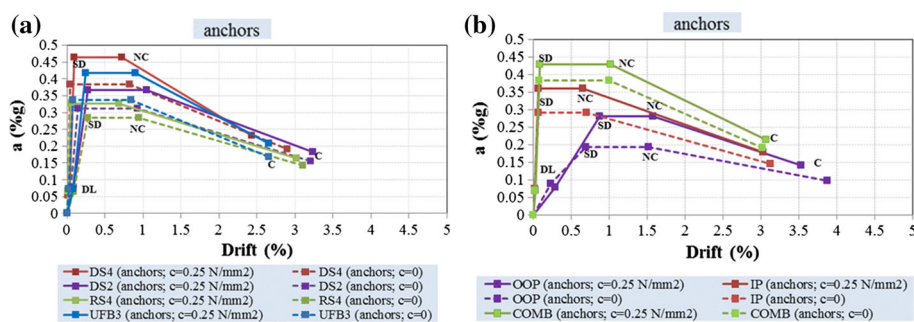 (a)
anchors
0.5
0.45
0.4
0.35
0.3
0.25
0.2
0.15
0.1
0.05
0
a (%g)
SD
NC
SD
NC
DL
C
C
0 0.5 1 1.5 2 2.5 3 3.5 4 4.5 5
Drift (%)
DS4 (anchors; c=0.25 N/mm2) DS4 (anchors; c=0)
DS2 (anchors; c=0.25 N/mm2) DS2 (anchors; c=0)
RS4 (anchors; c=0.25 N/mm2) RS4 (anchors; c=0)
UFB3 (anchors; c=0.25 N/mm2) UFB3 (anchors; c=0)
(b)
anchors
0.5
0.45
0.4
0.35
0.3
0.25
0.2
0.15
0.1
0.05
0
a (%g)
SD
NC
SD
NC
NC
SD
SD
NC
DL
C
C
0 0.5 1 1.5 2 2.5 3 3.5 4 4.5 5
Drift (%)
OOP (anchors; c=0.25 N/mm2) IP (anchors; c=0.25 N/mm2)
OOP (anchors; c=0) IP (anchors; c=0)
COMB (anchors; c=0.25 N/mm2) COMB (anchors; c=0)